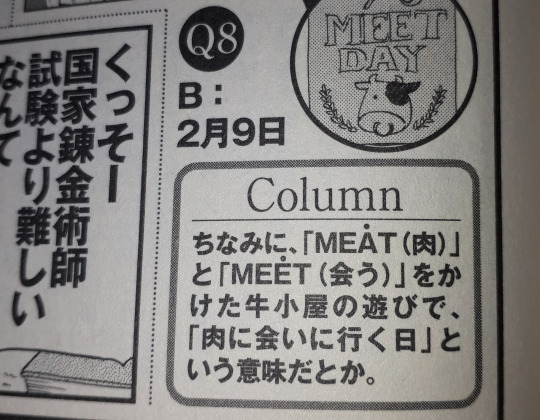 MEET
DAY
Q8
B：
2月9日
Column
ちなみに、「MEAT（肉）」
と「MEET（会う）」をか
けた牛小屋の遊びで、
「肉に会いに行く日」と
いう意味だとか。
くっそー
国家錬金術師
試験より難しい
なんて